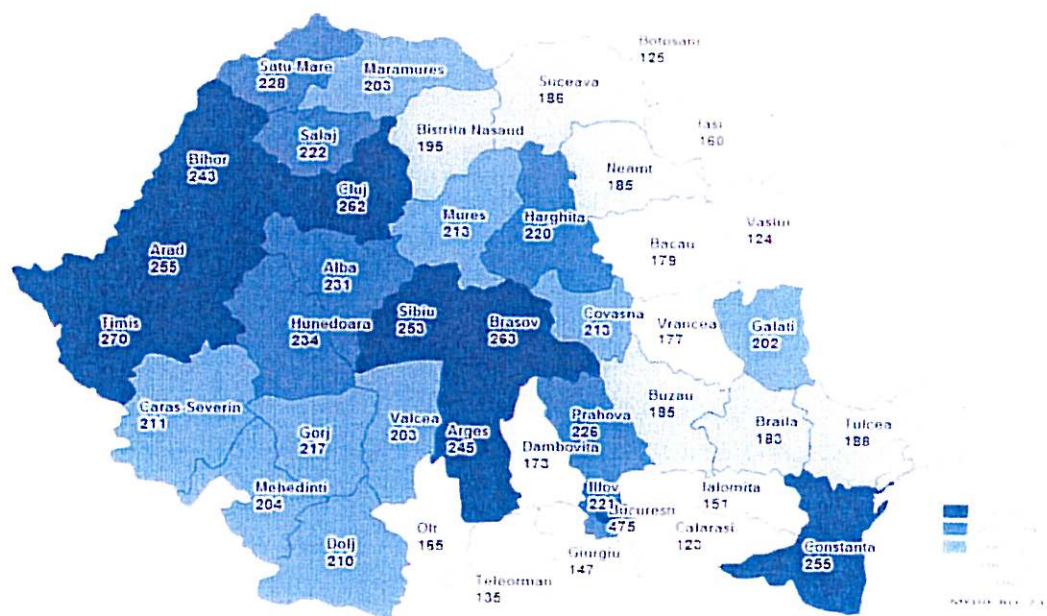 Botosani
125
Satu-Mare
228
Maramures
203
Suceava
186
Iasi
160
Salaj
222
Bistrita Nasaud
195
Bihor
243
Neamt
185
Cluj
262
Mures
213
Harghita
220
Vaslui
124
Arad
255
Bacau
179
Alba
231
Sibiu
253
Brasov
263
Covasna
213
Timis
270
Hunedoara
234
Vrancea
177
Galati
202
Caras-Severin
211
Gorj
217
Valcea
203
Arges
245
Prahova
226
Dambovita
173
Buzau
Braila
183
Tulcea
188
Mehedinti
204
Ilfov
221
Bucuresti
475
Ialomita
151
Calarasi
123
Olt
165
Dolj
210
Giurgiu
147
Constanta
255
Teleorman
135